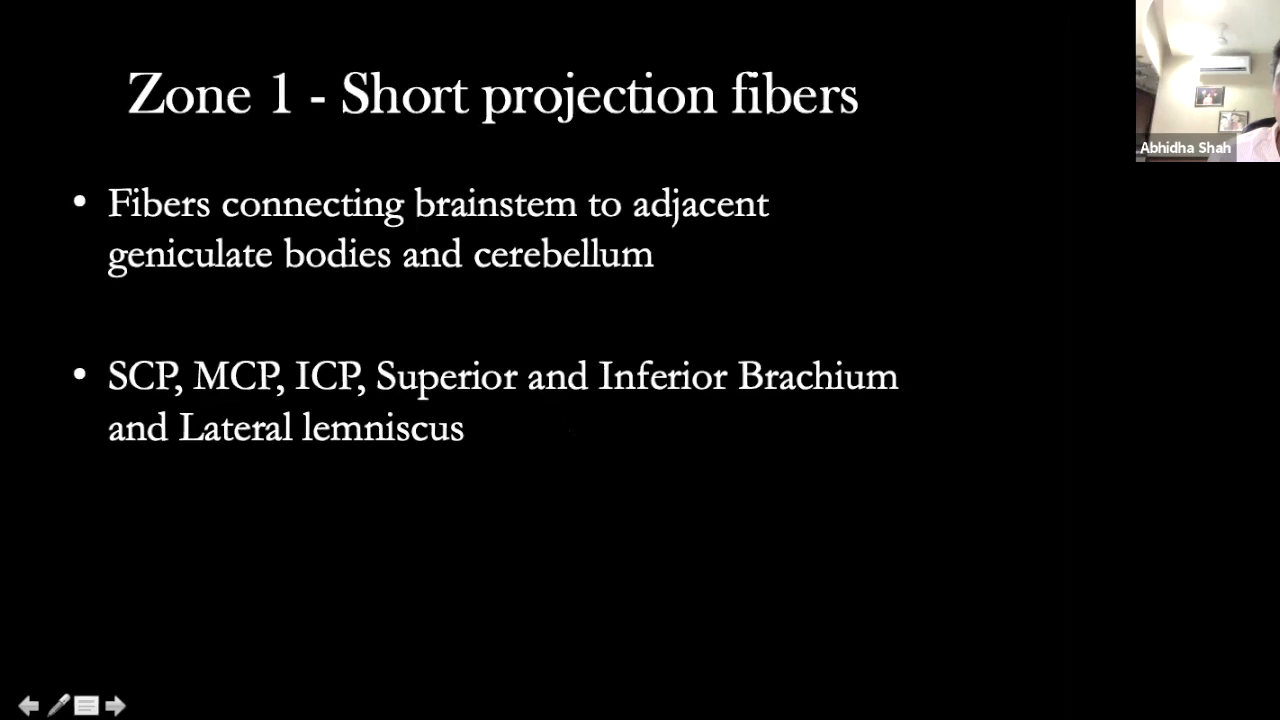 Zone 1 - Short projection fibers
• Fibers connecting brainstem to adjacent
geniculate bodies and cerebellum
• SCP, MCP, ICP, Superior and Inferior Brachium
and Lateral lemniscus
Abhidha Shah